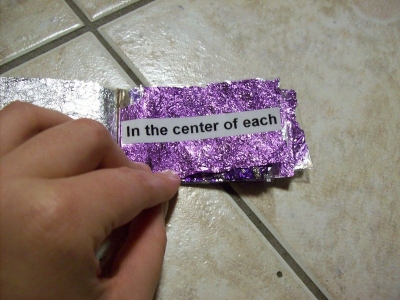 In the center of each